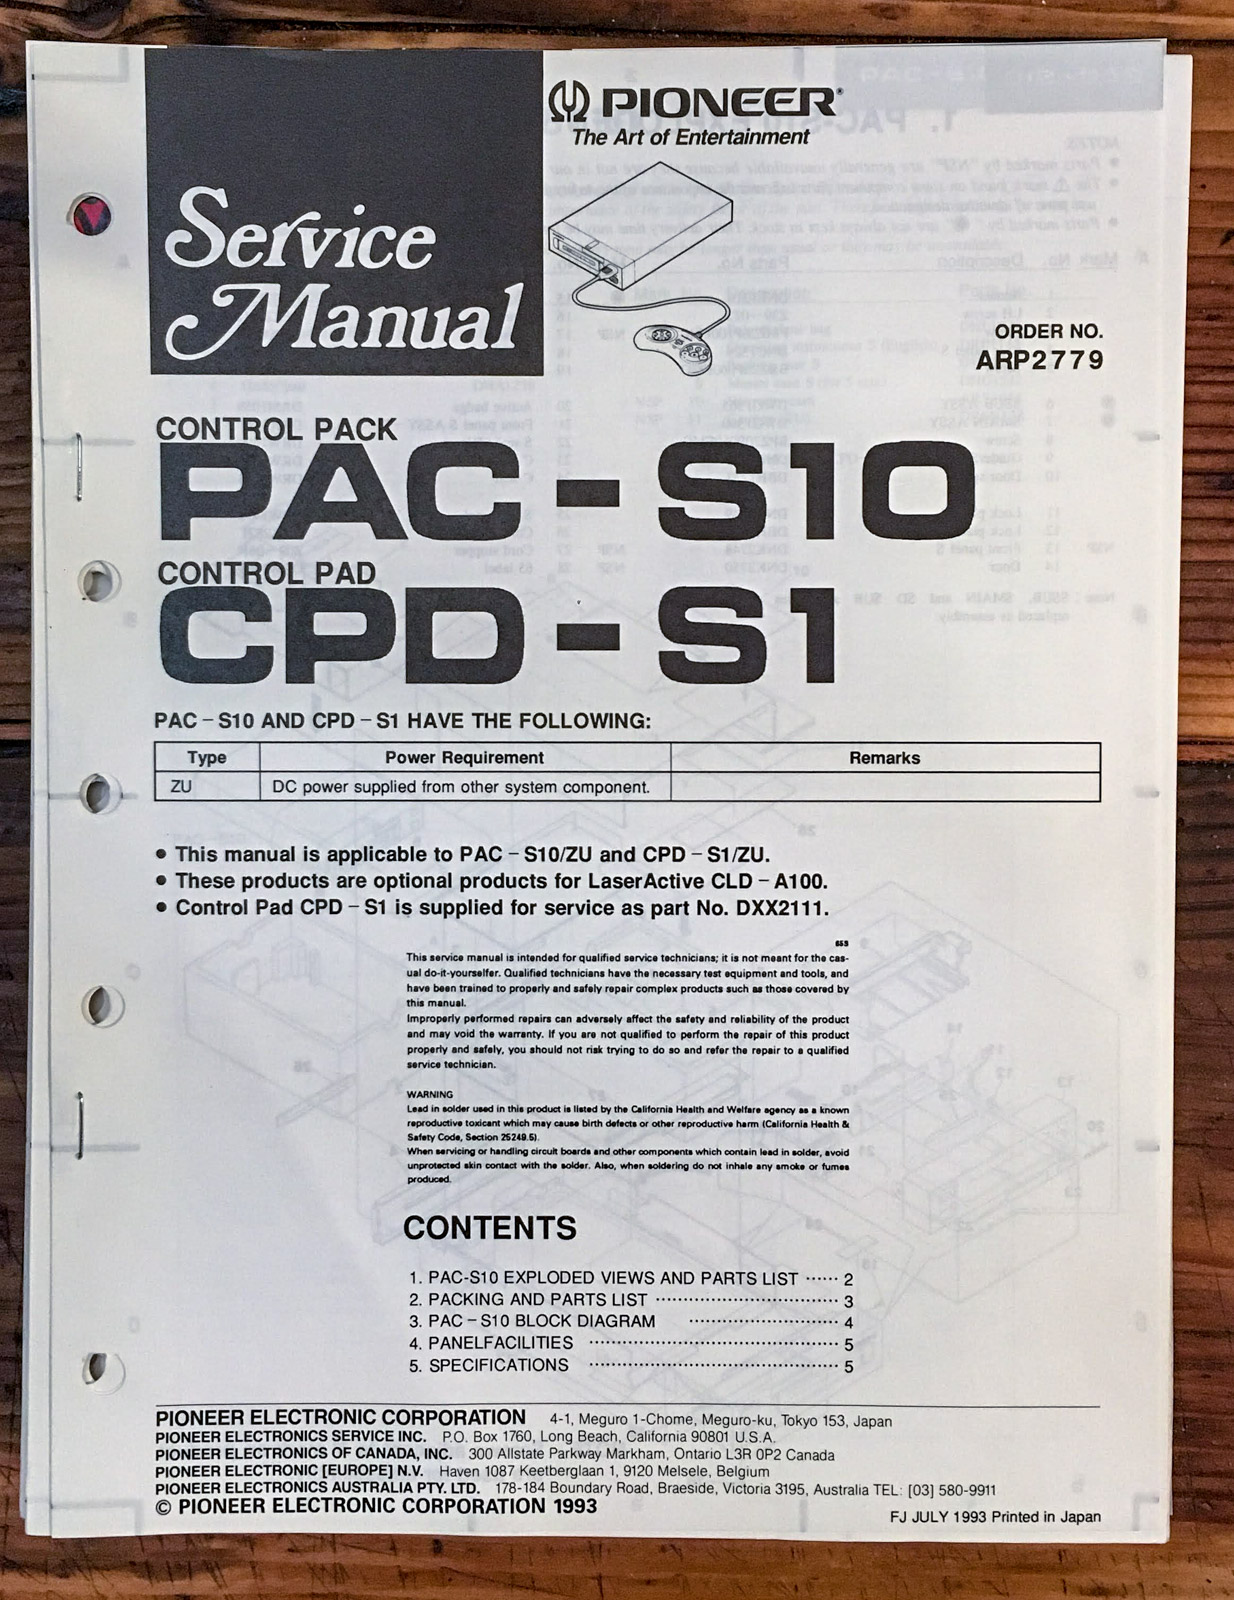 PIONEER®
The Art of Entertainment
Service
Manual
ORDER NO.
ARP2779
CONTROL PACK
PAC – S10
CONTROL PAD
CPD – S1
PAC – S10 AND CPD – S1 HAVE THE FOLLOWING:
Type Power Requirement Remarks
ZU DC power supplied from other system component.
● This manual is applicable to PAC – S10/ZU and CPD – S1/ZU.
● These products are optional products for LaserActive CLD – A100.
● Control Pad CPD – S1 is supplied for service as part No. DXX2111.
This service manual is intended for qualified service technicians; it is not meant for the cas-
ual do-it-yourselfer. Qualified technicians have the necessary test equipment and tools, and
have been trained to properly and safely repair complex products such as those covered by
this manual.
Improperly performed repairs can adversely affect the safety and reliability of the product
and may void the warranty. If you are not qualified to perform the repair of this product
properly and safely, you should not risk trying to do so and refer the repair to a qualified
service technician.
WARNING
Lead in solder used in this product is listed by the California Health and Welfare agency as a known
reproductive toxicant which may cause birth defects or other reproductive harm (California Health &
Safety Code, Section 25249.5).
When servicing or handling circuit boards and other components which contain lead in solder, avoid
unprotected skin contact with the solder. Also, when soldering do not inhale any smoke or fumes
produced.
CONTENTS
1. PAC-S10 EXPLODED VIEWS AND PARTS LIST ······ 2
2. PACKING AND PARTS LIST ································· 3
3. PAC – S10 BLOCK DIAGRAM ··························· 4
4. PANELFACILITIES ············································· 5
5. SPECIFICATIONS ············································· 5
PIONEER ELECTRONIC CORPORATION 4-1, Meguro 1-Chome, Meguro-ku, Tokyo 153, Japan
PIONEER ELECTRONICS SERVICE INC. P.O. Box 1760, Long Beach, California 90801 U.S.A.
PIONEER ELECTRONICS OF CANADA, INC. 300 Allstate Parkway Markham, Ontario L3R 0P2 Canada
PIONEER ELECTRONIC [EUROPE] N.V. Haven 1087 Keetberglaan 1, 9120 Melsele, Belgium
PIONEER ELECTRONICS AUSTRALIA PTY. LTD. 178-184 Boundary Road, Braeside, Victoria 3195, Australia TEL: [03] 580-9911
© PIONEER ELECTRONIC CORPORATION 1993
FJ JULY 1993 Printed in Japan